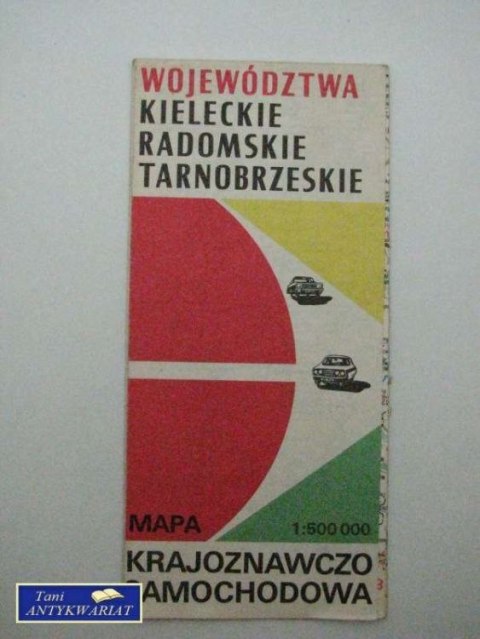 WOJEWÓDZTWA
KIELECKIE
RADOMSKIE
TARNOBRZESKIE
MAPA 1:500 000
KRAJOZNAWCZO
SAMOCHODOWA
3
Tani
ANTYKWARIAT